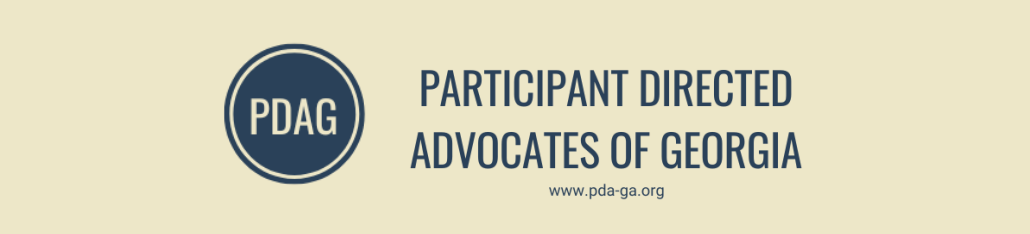 PDAG
PARTICIPANT DIRECTED
ADVOCATES OF GEORGIA
www.pda-ga.org